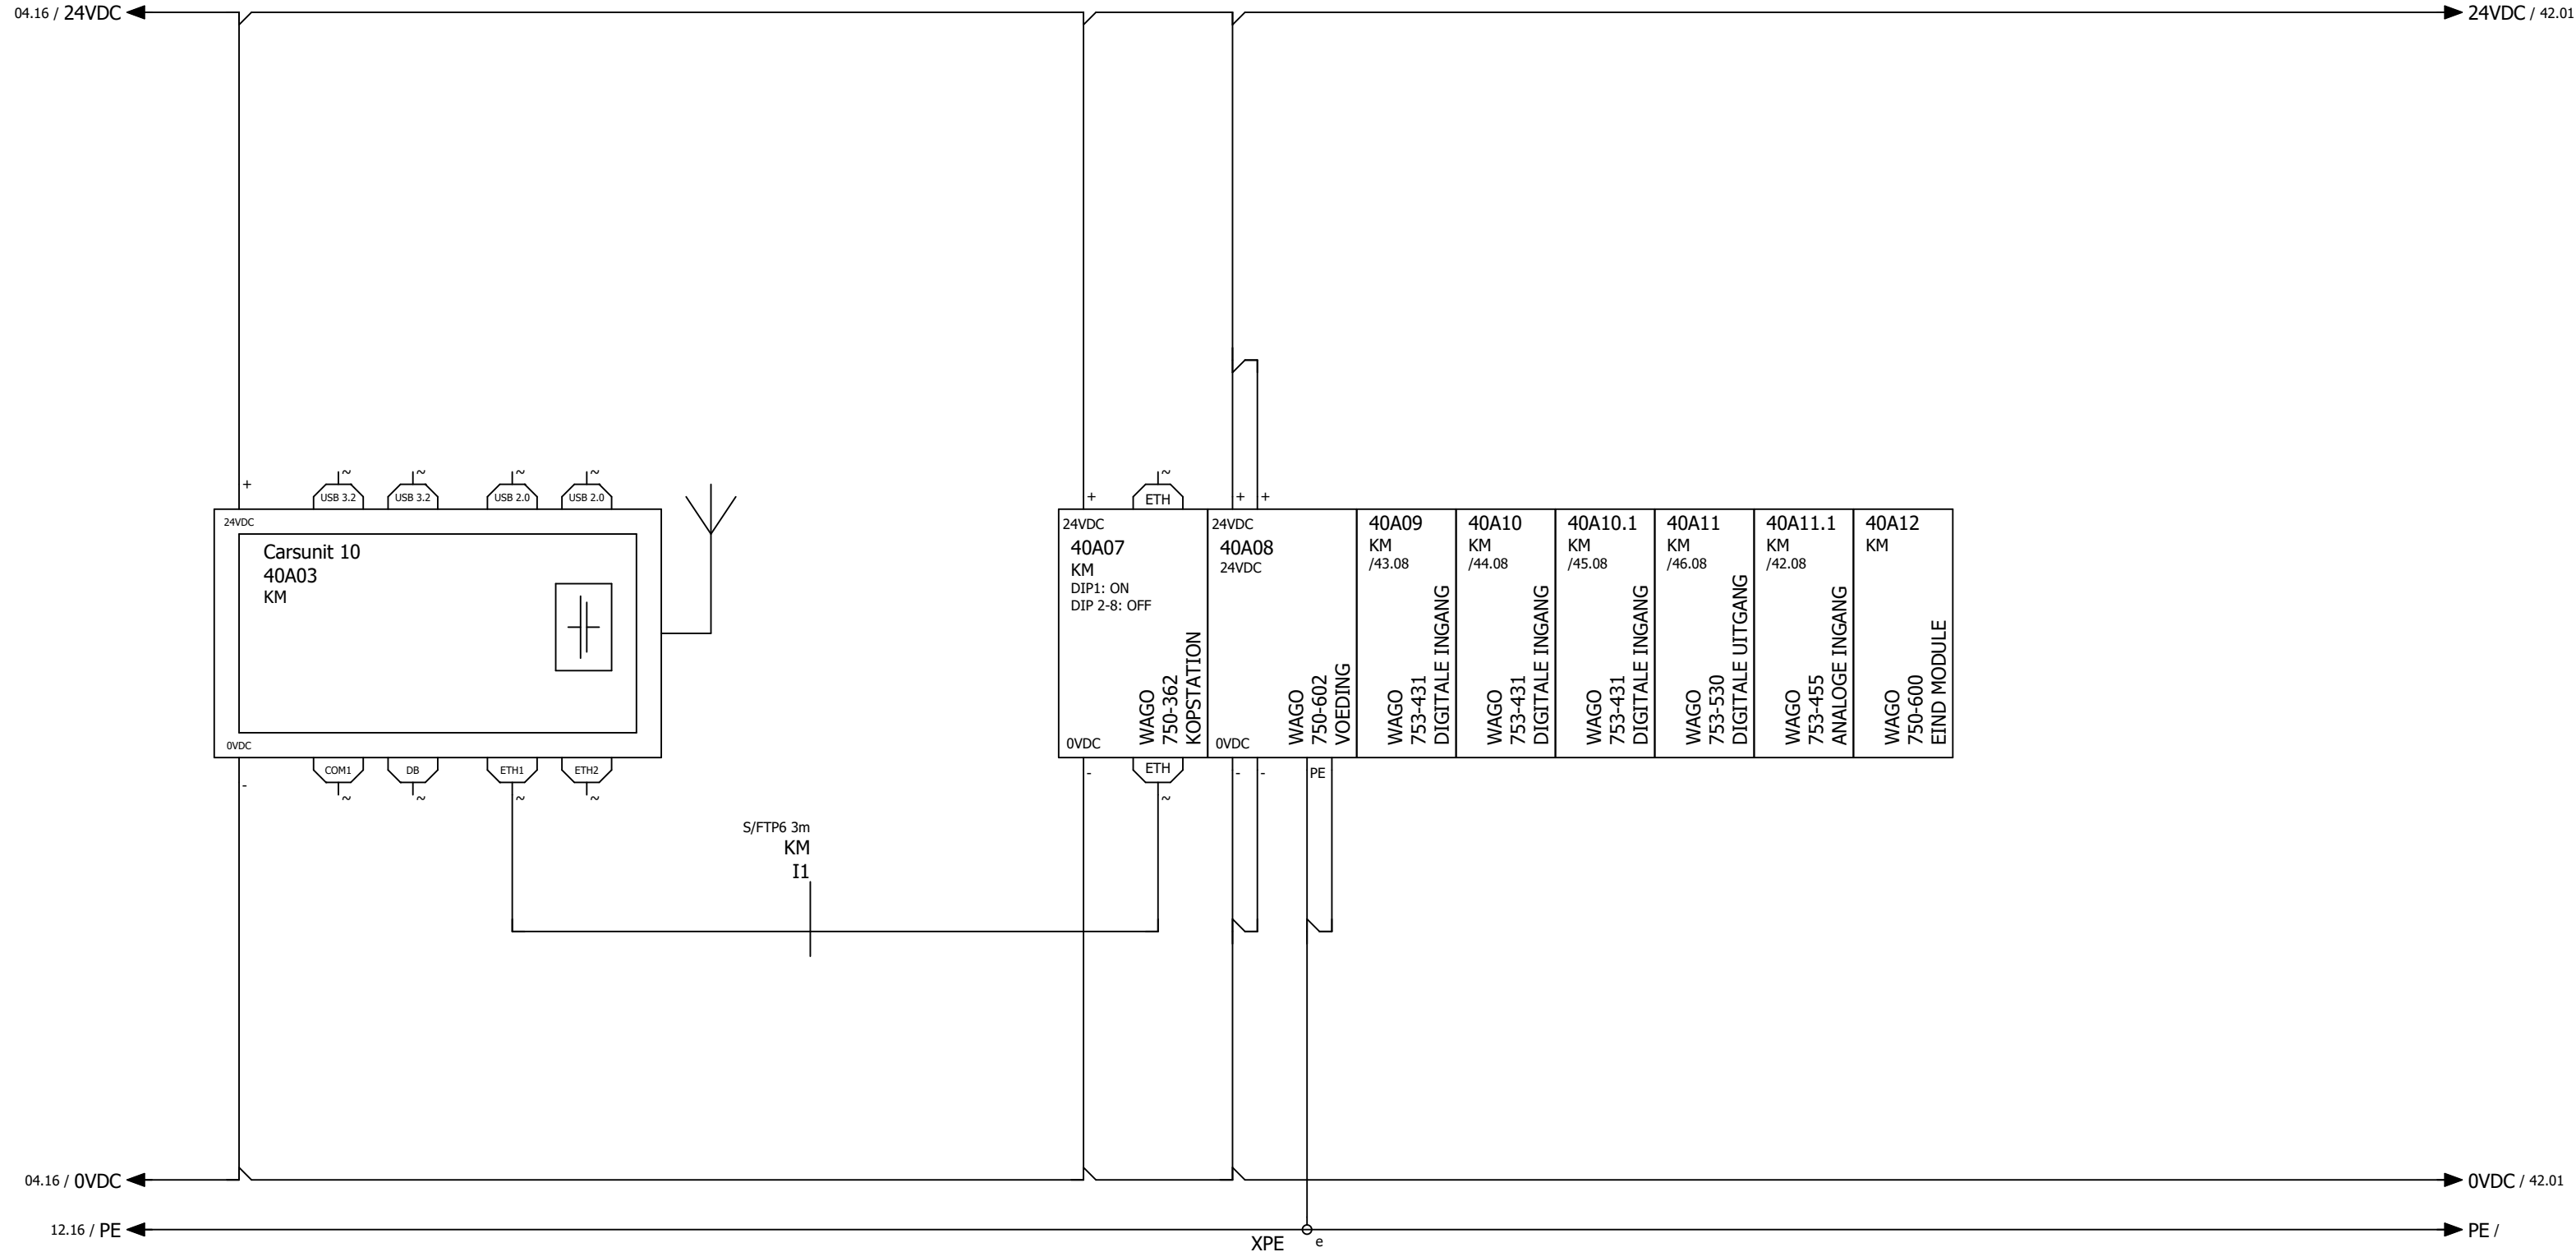 04.16 / 24VDC
24VDC / 42.01
+
~
~
~
~
USB 3.2
USB 3.2
USB 2.0
USB 2.0
24VDC
Carsunit 10
40A03
KM
0VDC
COM1
DB
ETH1
ETH2
-
~
~
~
~
S/FTP6 3m
KM
I1
+
~
ETH
24VDC
40A07
KM
DIP1: ON
DIP 2-8: OFF
WAGO
750-362
KOPSTATION
0VDC
ETH
-
~
+
+
24VDC
40A08
24VDC
WAGO
750-602
VOEDING
0VDC
-
-
PE
40A09
KM
/43.08
WAGO
753-431
DIGITALE INGANG
40A10
KM
/44.08
WAGO
753-431
DIGITALE INGANG
40A10.1
KM
/45.08
WAGO
753-431
DIGITALE INGANG
40A11
KM
/46.08
WAGO
753-530
DIGITALE UITGANG
40A11.1
KM
/42.08
WAGO
753-455
ANALOGE INGANG
40A12
KM
WAGO
750-600
EIND MODULE
04.16 / 0VDC
0VDC / 42.01
12.16 / PE
PE /
XPE
e